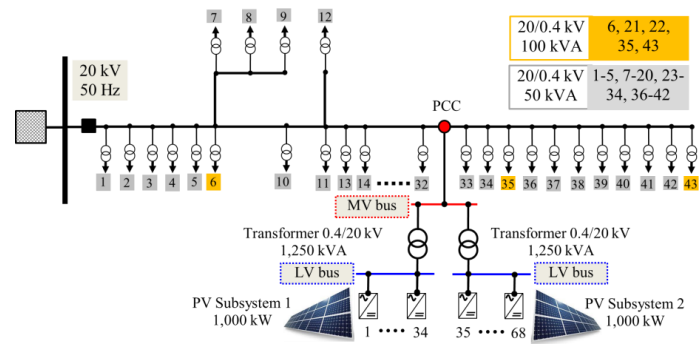 7
8
9
12
20/0.4 kV
100 kVA
6, 21, 22,
35, 43
20/0.4 kV
50 kVA
1-5, 7-20, 23-
34, 36-42
20 kV
50 Hz
PCC
1
2
3
4
5
6
10
11
13
14
32
33
34
35
36
37
38
39
40
41
42
43
MV bus
Transformer 0.4/20 kV
1,250 kVA
Transformer 0.4/20 kV
1,250 kVA
LV bus
LV bus
PV Subsystem 1
1,000 kW
1
34
35
68
PV Subsystem 2
1,000 kW